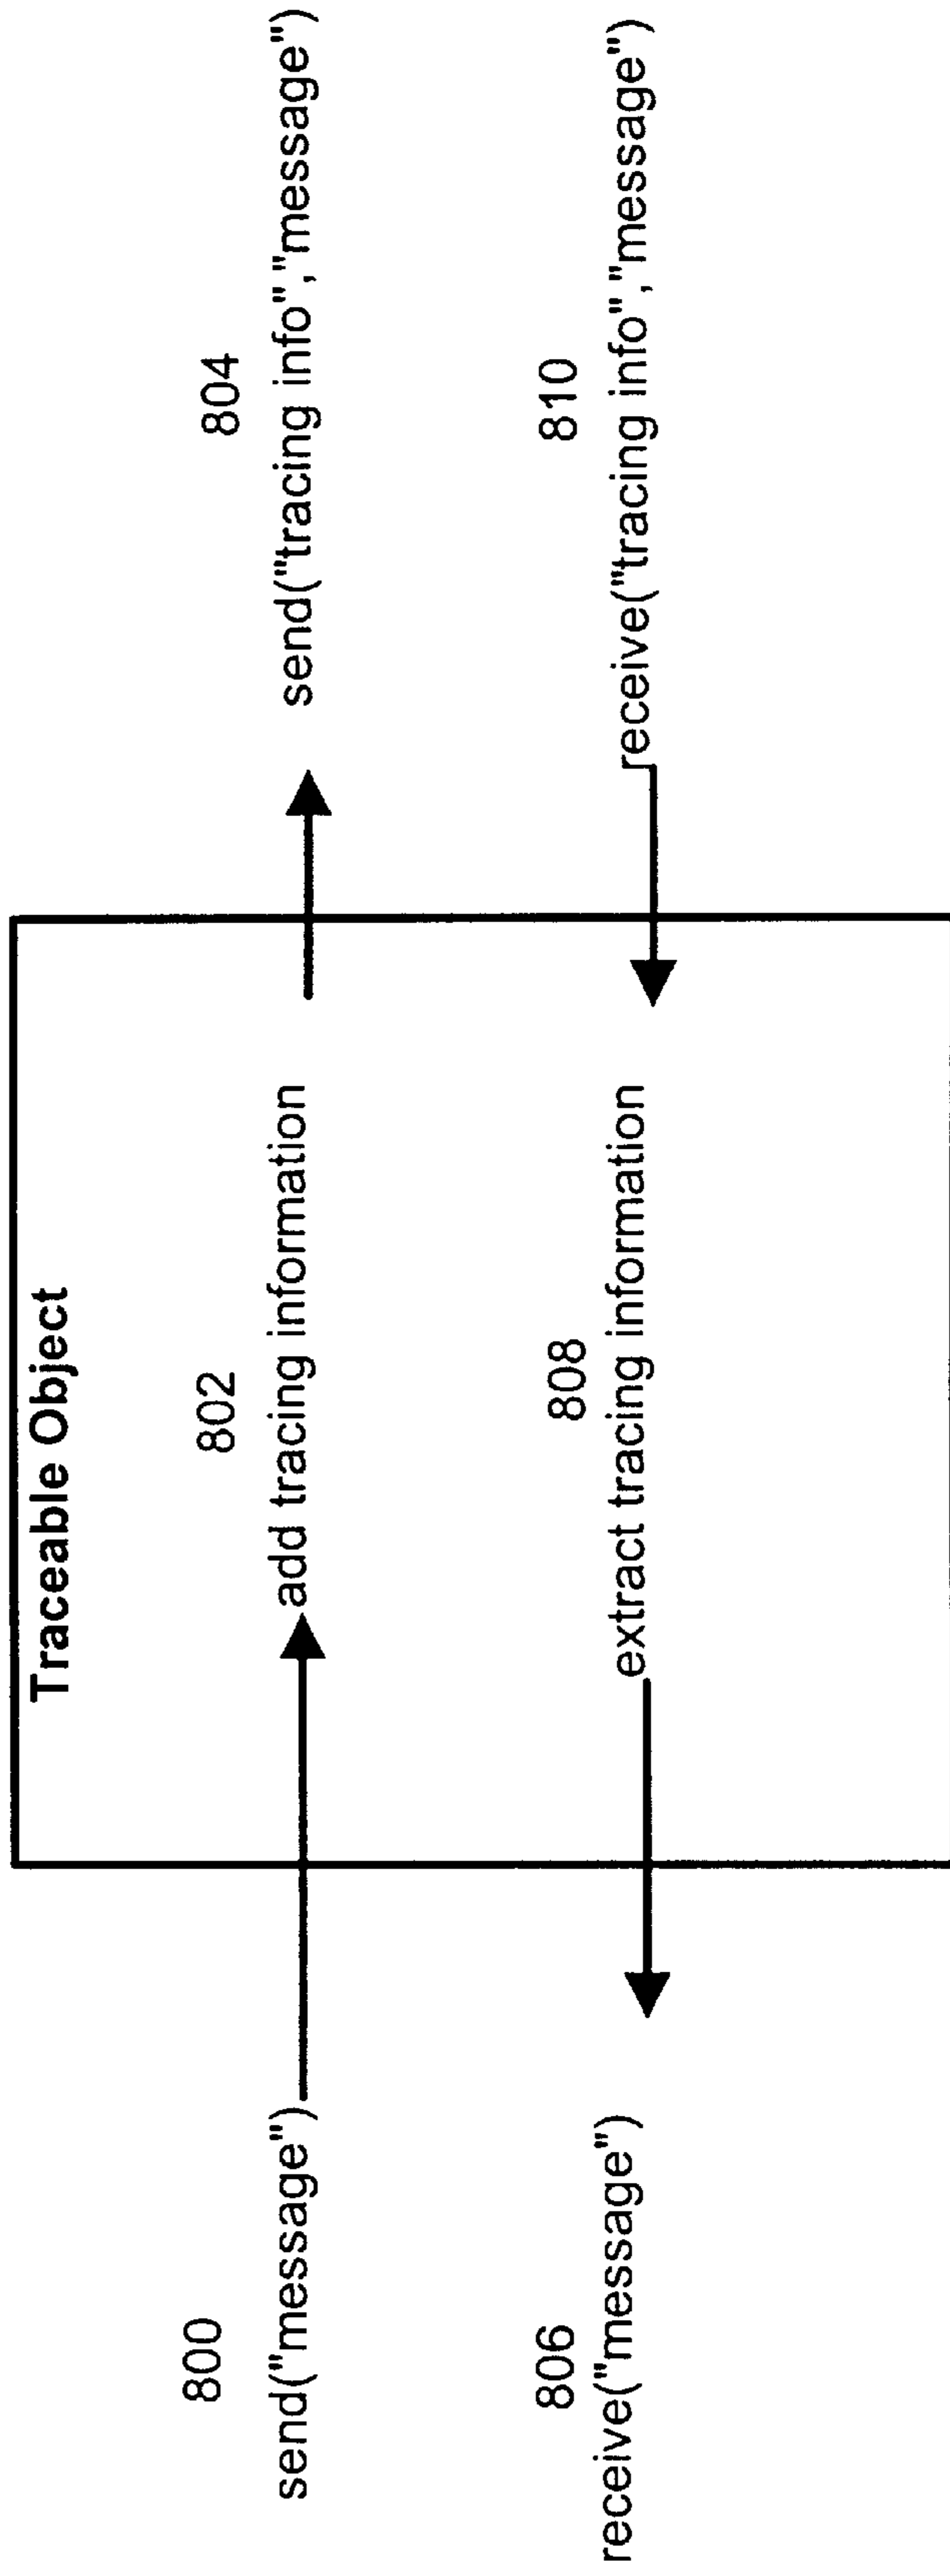 Traceable Object
800
802
804
send("message")
add tracing information
send("tracing info","message")
806
808
810
receive("message")
extract tracing information
receive("tracing info","message")